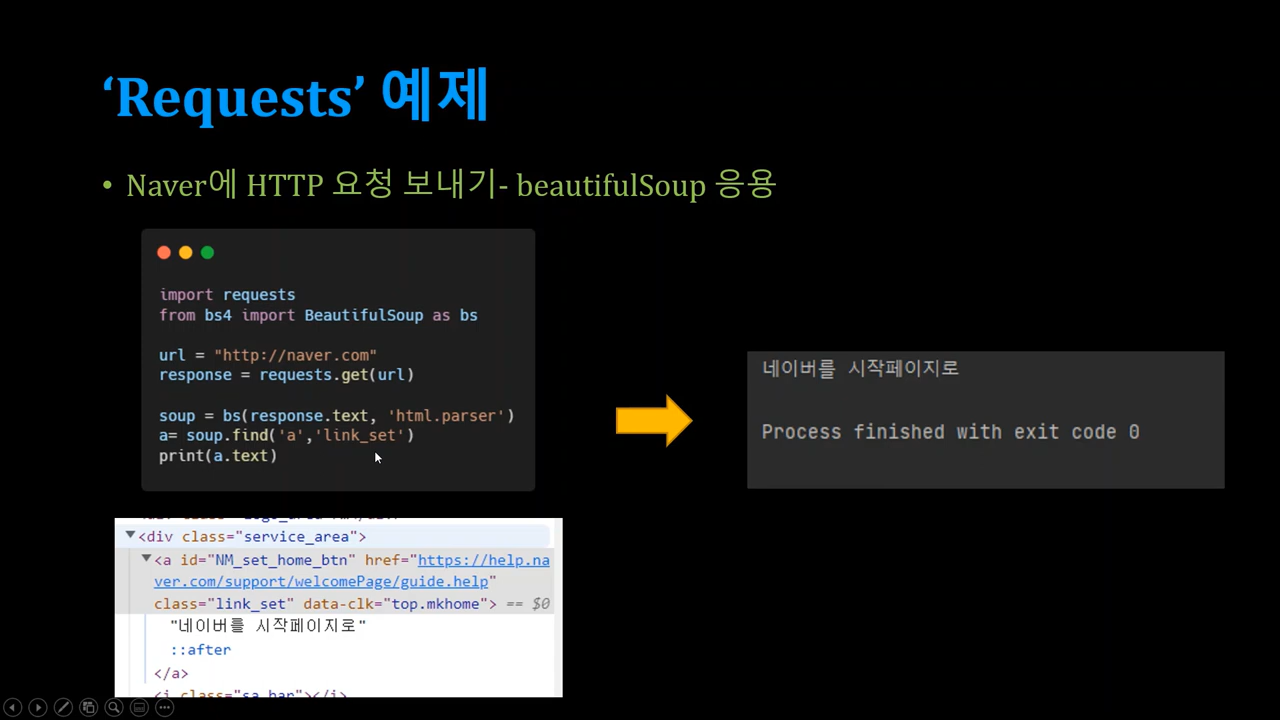 ‘Requests’ 예제
• Naver에 HTTP 요청 보내기- beautifulSoup 응용
import requests
from bs4 import BeautifulSoup as bs
url = "http://naver.com"
response = requests.get(url)
soup = bs(response.text, 'html.parser')
a= soup.find('a','link_set')
print(a.text)
네이버를 시작페이지로
Process finished with exit code 0
<div class="service_area">
<a id="NM_set_home_btn" href="https://help.na
ver.com/support/welcomePage/guide.help"
class="link_set" data-clk="top.mkhome"> == $0
"네이버를 시작페이지로"
::after
</a>
<i class="sa_bar"></i>